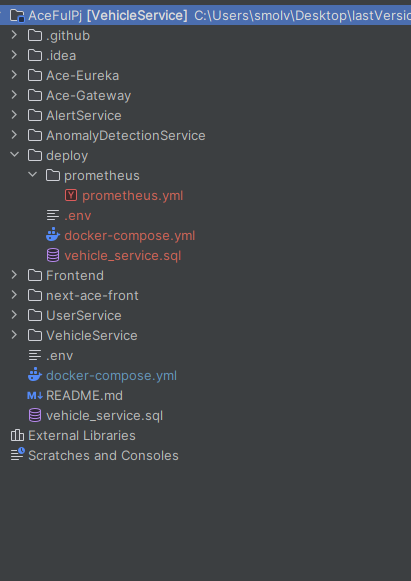 AceFulPj [VehicleService] C:\Users\smolv\Desktop\lastVersic
.github
.idea
Ace-Eureka
Ace-Gateway
AlertService
AnomalyDetectionService
deploy
prometheus
Y prometheus.yml
.env
docker-compose.yml
vehicle_service.sql
Frontend
next-ace-front
UserService
VehicleService
.env
docker-compose.yml
M↓ README.md
vehicle_service.sql
External Libraries
Scratches and Consoles